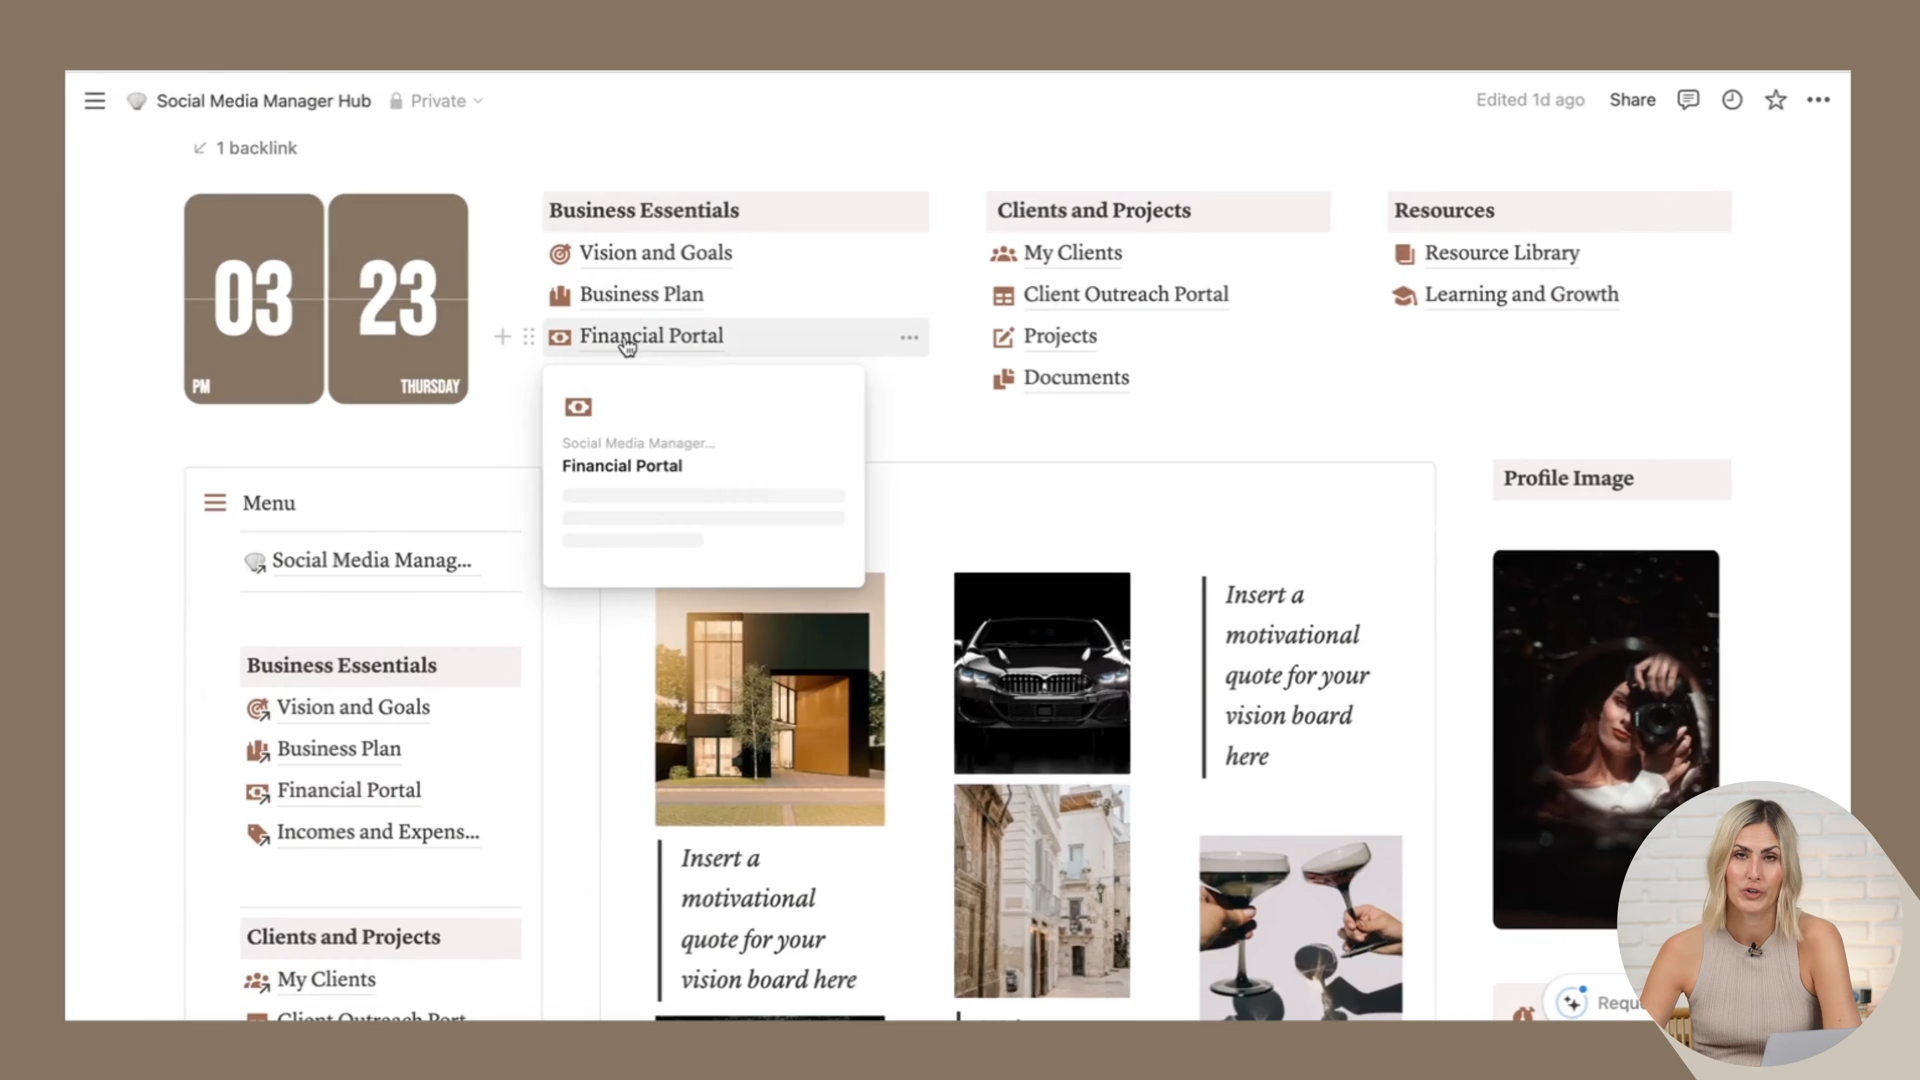 Social Media Manager Hub Private
Edited 1d ago Share
1 backlink
03
PM
23
THURSDAY
Business Essentials
Vision and Goals
Business Plan
Financial Portal
Social Media Manager...
Financial Portal
Clients and Projects
My Clients
Client Outreach Portal
Projects
Documents
Resources
Resource Library
Learning and Growth
Menu
Social Media Manag...
Business Essentials
Vision and Goals
Business Plan
Financial Portal
Incomes and Expens...
Clients and Projects
My Clients
Client Outreach Port
Insert a
motivational
quote for your
vision board here
Insert a
motivational
quote for your
vision board
here
Profile Image
Requ